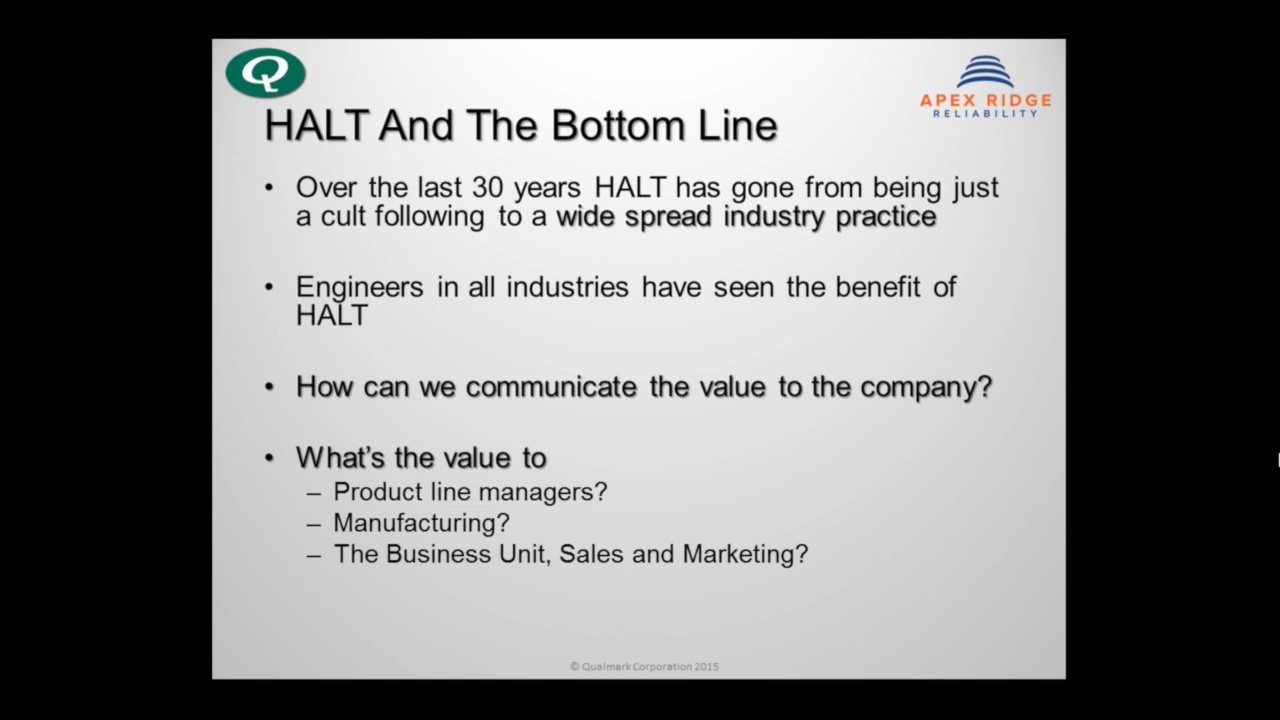 Q
APEX RIDGE
RELIABILITY
HALT And The Bottom Line
• Over the last 30 years HALT has gone from being just
a cult following to a wide spread industry practice
• Engineers in all industries have seen the benefit of
HALT
• How can we communicate the value to the company?
• What's the value to
– Product line managers?
– Manufacturing?
– The Business Unit, Sales and Marketing?
© Qualmark Corporation 2015